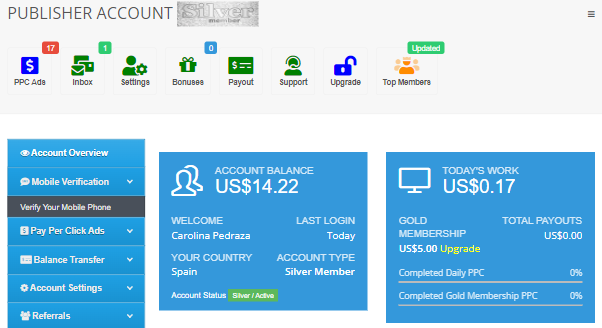 PUBLISHER ACCOUNT Silver member
17
1
0
Updated
PPC Ads
Inbox
Settings
Bonuses
Payout
Support
Upgrade
Top Members
Account Overview
Mobile Verification
Verify Your Mobile Phone
Pay Per Click Ads
Balance Transfer
Account Settings
Referrals
ACCOUNT BALANCE
US$14.22
WELCOME LAST LOGIN
Carolina Pedraza Today
YOUR COUNTRY ACCOUNT TYPE
Spain Silver Member
Account Status Silver / Active
TODAY'S WORK
US$0.17
GOLD MEMBERSHIP TOTAL PAYOUTS
US$5.00 Upgrade US$0.00
Completed Daily PPC 0%
Completed Gold Membership PPC 0%